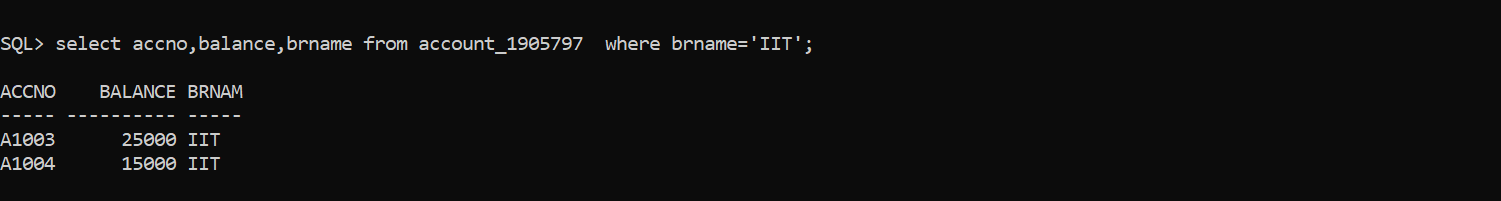 SQL> select accno,balance,brname from account_1905797  where brname='IIT';
ACCNO    BALANCE BRNAM
----- ---------- -----
A1003      25000 IIT
A1004      15000 IIT